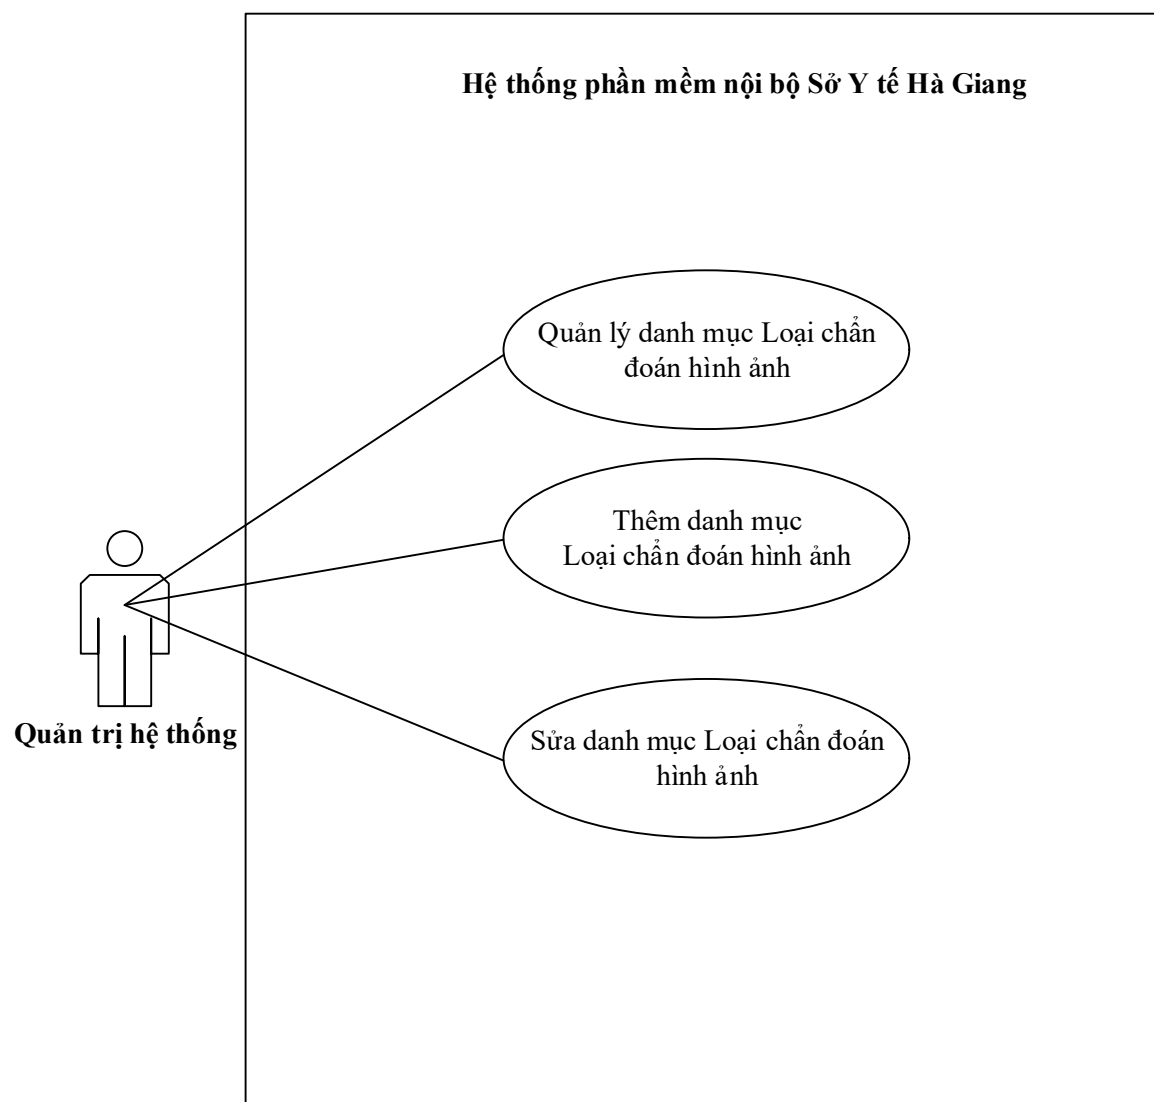 Hệ thống phần mềm nội bộ Sở Y tế Hà Giang
Quản lý danh mục Loại chẩn
đoán hình ảnh
Thêm danh mục
Loại chẩn đoán hình ảnh
Quản trị hệ thống
Sửa danh mục Loại chẩn đoán
hình ảnh